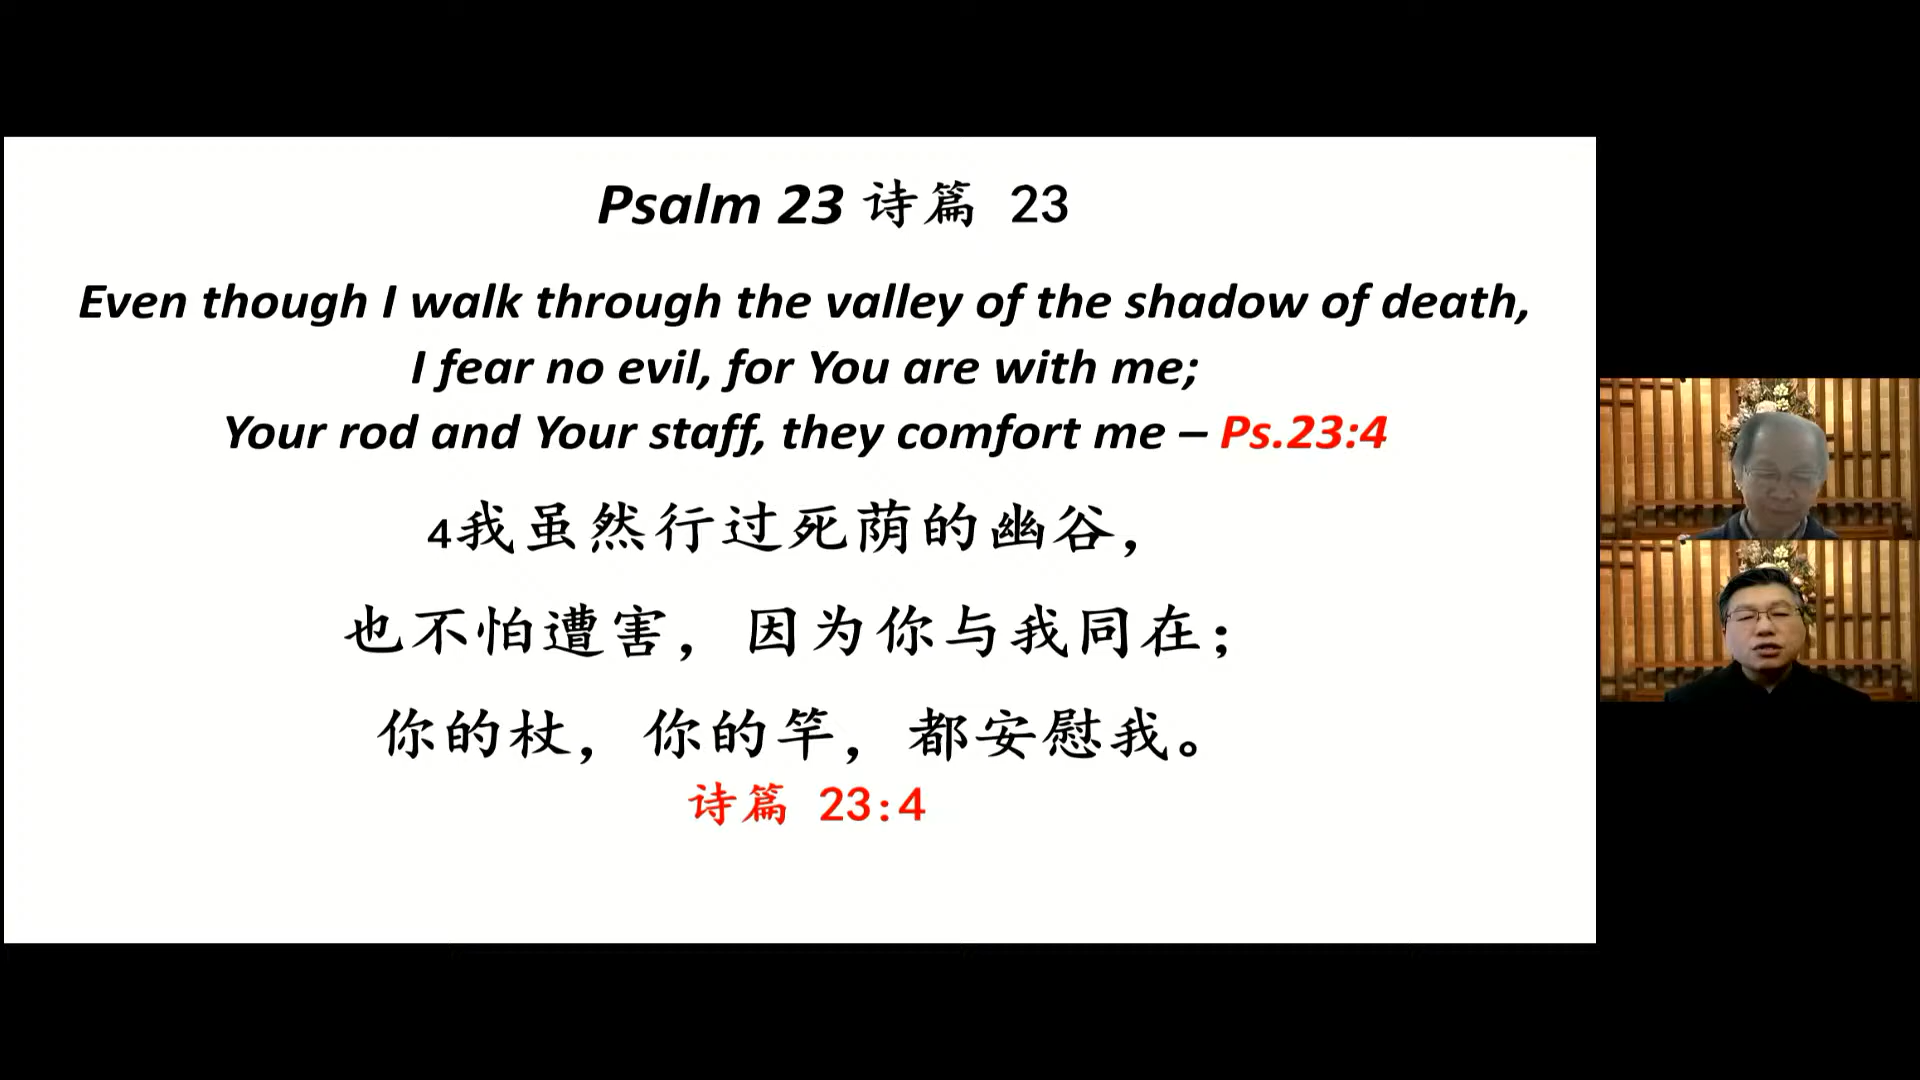 Psalm 23 诗篇 23
Even though I walk through the valley of the shadow of death,
I fear no evil, for You are with me;
Your rod and Your staff, they comfort me – Ps.23:4
4我虽然行过死荫的幽谷，
也不怕遭害，因为你与我同在；
你的杖，你的竿，都安慰我。
诗篇 23:4